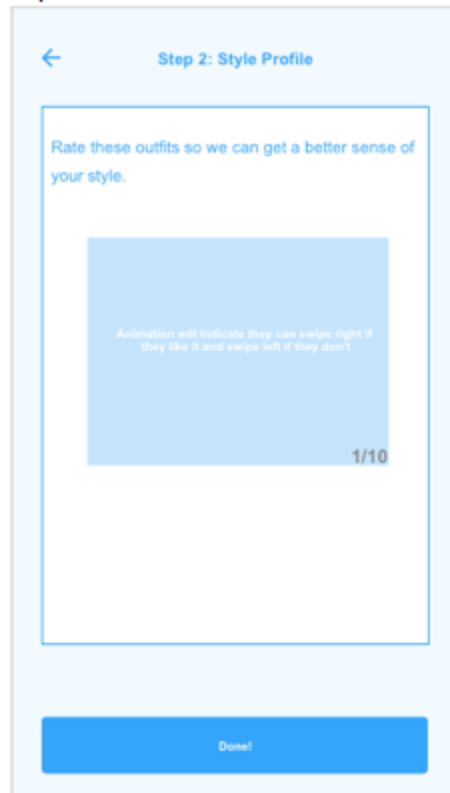 Step 2: Style Profile
Rate these outfits so we can get a better sense of
your style.
Animation will indicate they can swipe right if
they like it and swipe left if they don't
1/10
Done!